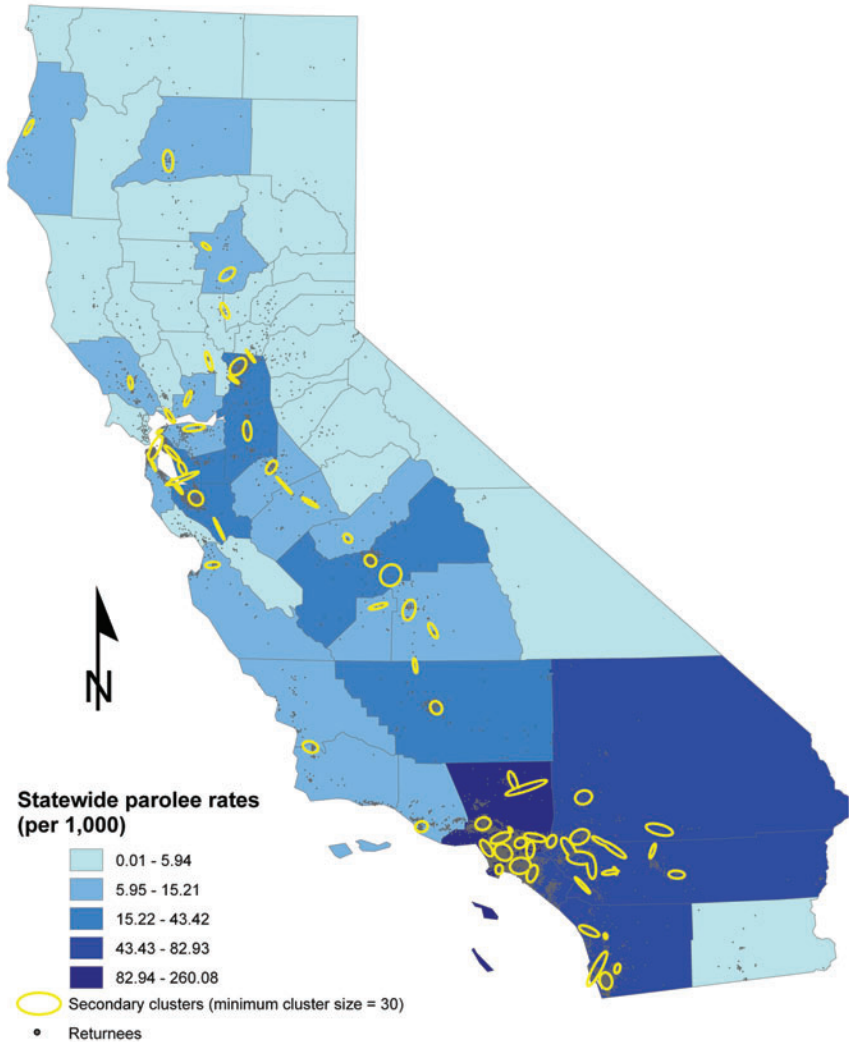 N
Statewide parolee rates
(per 1,000)
0.01 - 5.94
5.95 - 15.21
15.22 - 43.42
43.43 - 82.93
82.94 - 260.08
Secondary clusters (minimum cluster size = 30)
Returnees